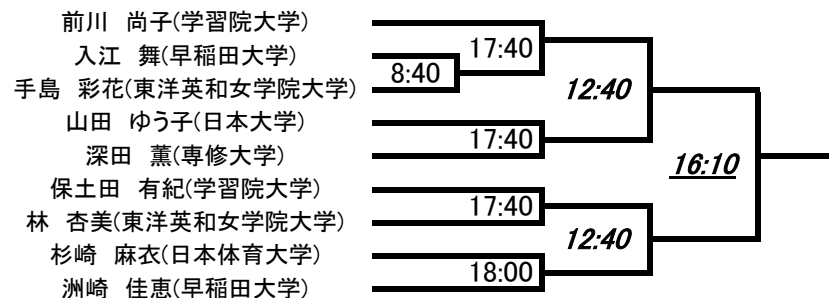 前川　尚子(学習院大学)
入江　舞(早稲田大学)
手島　彩花(東洋英和女学院大学)
山田　ゆう子(日本大学)
深田　薫(専修大学)
保土田　有紀(学習院大学)
林　杏美(東洋英和女学院大学)
杉崎　麻衣(日本体育大学)
洲崎　佳恵(早稲田大学)
17:40
8:40
12:40
17:40
16:10
17:40
12:40
18:00